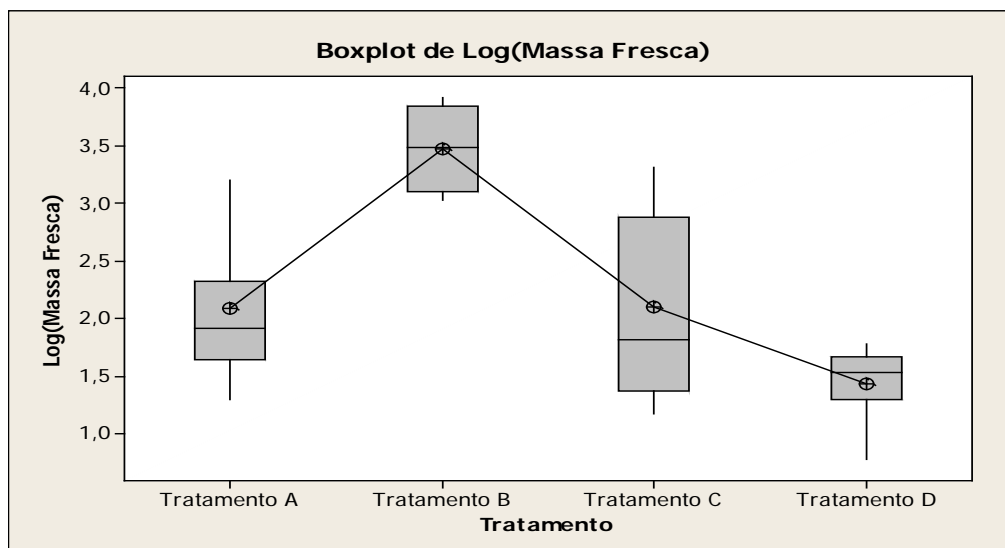 Boxplot de Log(Massa Fresca)
4,0
3,5
3,0
2,5
2,0
1,5
1,0
Log(Massa Fresca)
Tratamento A Tratamento B Tratamento C Tratamento D
Tratamento